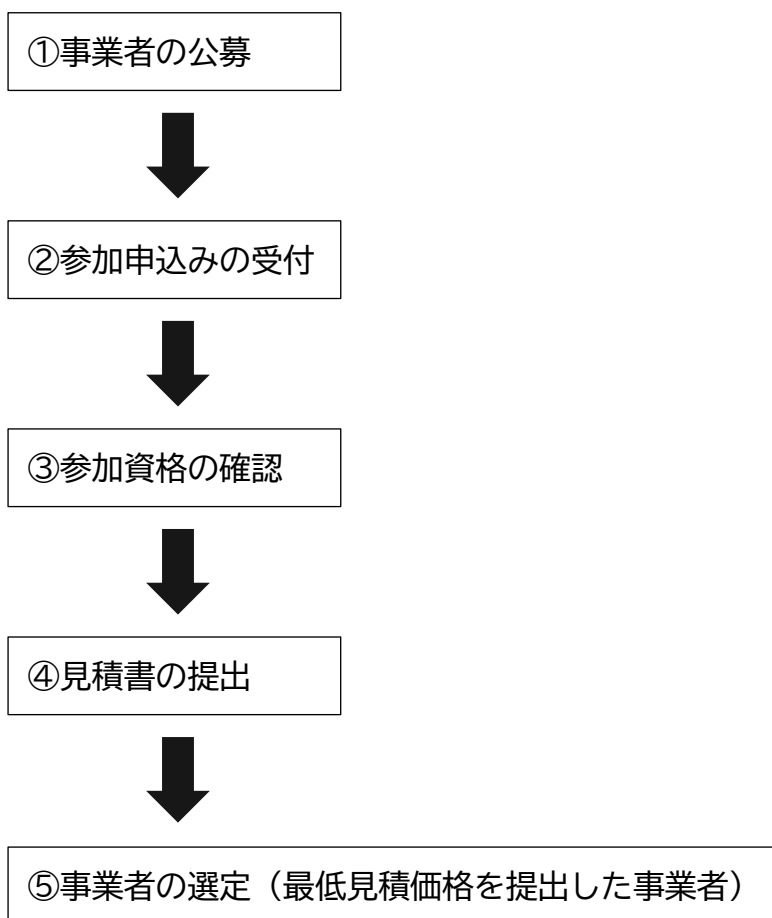 ①事業者の公募
②参加申込みの受付
③参加資格の確認
④見積書の提出
⑤事業者の選定（最低見積価格を提出した事業者）